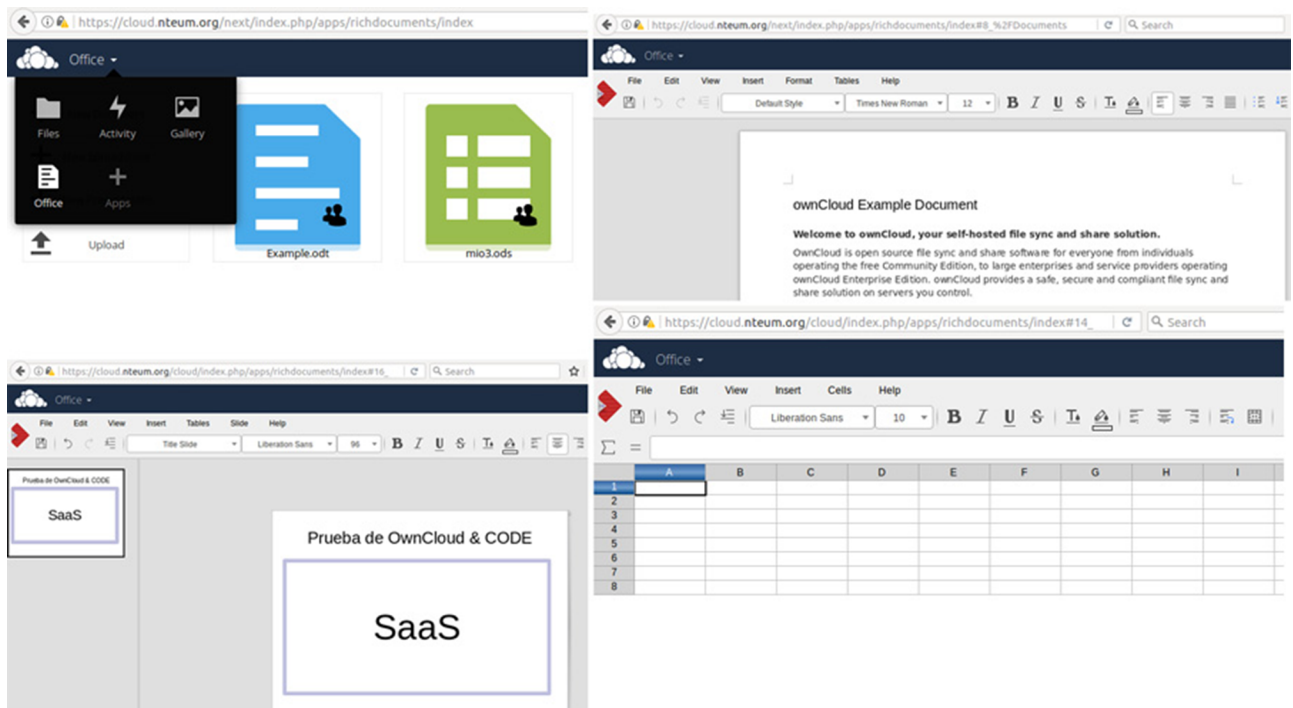 https://cloud.nteum.org/next/index.php/apps/richdocuments/index
Office
Files Activity Gallery
Office Apps
Upload
Example.odt
mio3.ods
https://cloud.nteum.org/next/index.php/apps/richdocuments/index#8_%2FDocuments Search
Office
File Edit View Insert Format Tables Help
Default Style Times New Roman 12 B I U S
ownCloud Example Document
Welcome to ownCloud, your self-hosted file sync and share solution.
OwnCloud is open source file sync and share software for everyone from individuals
operating the free Community Edition, to large enterprises and service providers operating
ownCloud Enterprise Edition. ownCloud provides a safe, secure and compliant file sync and
share solution on servers you control.
https://cloud.nteum.org/cloud/index.php/apps/richdocuments/index#16_ Search
Office
File Edit View Insert Tables Slide Help
Title Slide Liberation Sans 96 B I U S
Prueba de OwnCloud & CODE
SaaS
Prueba de OwnCloud & CODE
SaaS
https://cloud.nteum.org/cloud/index.php/apps/richdocuments/index#14_ Search
Office
File Edit View Insert Cells Help
Liberation Sans 10 B I U S
Σ =
A B C D E F G H I
1
2
3
4
5
6
7
8